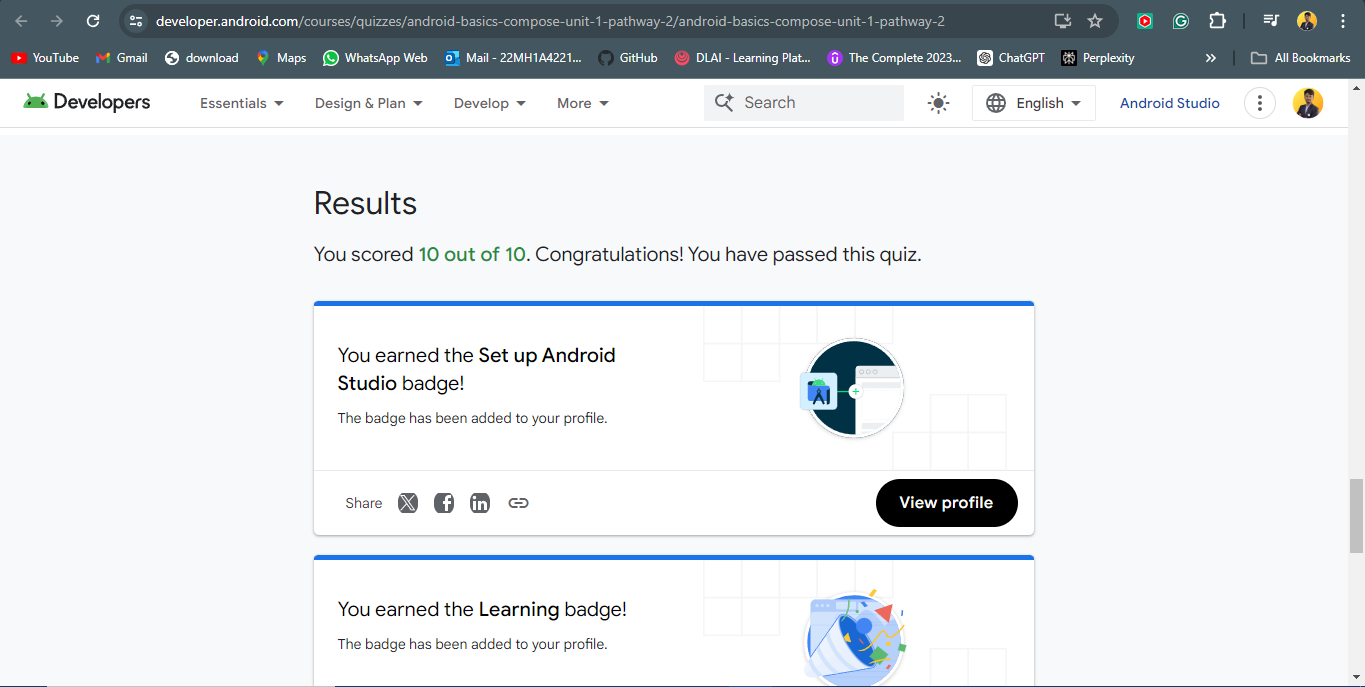 developer.android.com/courses/quizzes/android-basics-compose-unit-1-pathway-2/android-basics-compose-unit-1-pathway-2
YouTube Gmail download Maps WhatsApp Web Mail - 22MH1A4221... GitHub DLAI - Learning Plat... The Complete 2023... ChatGPT Perplexity » All Bookmarks
Developers Essentials Design & Plan Develop More Search English Android Studio
Results
You scored 10 out of 10. Congratulations! You have passed this quiz.
You earned the Set up Android
Studio badge!
The badge has been added to your profile.
Share View profile
You earned the Learning badge!
The badge has been added to your profile.